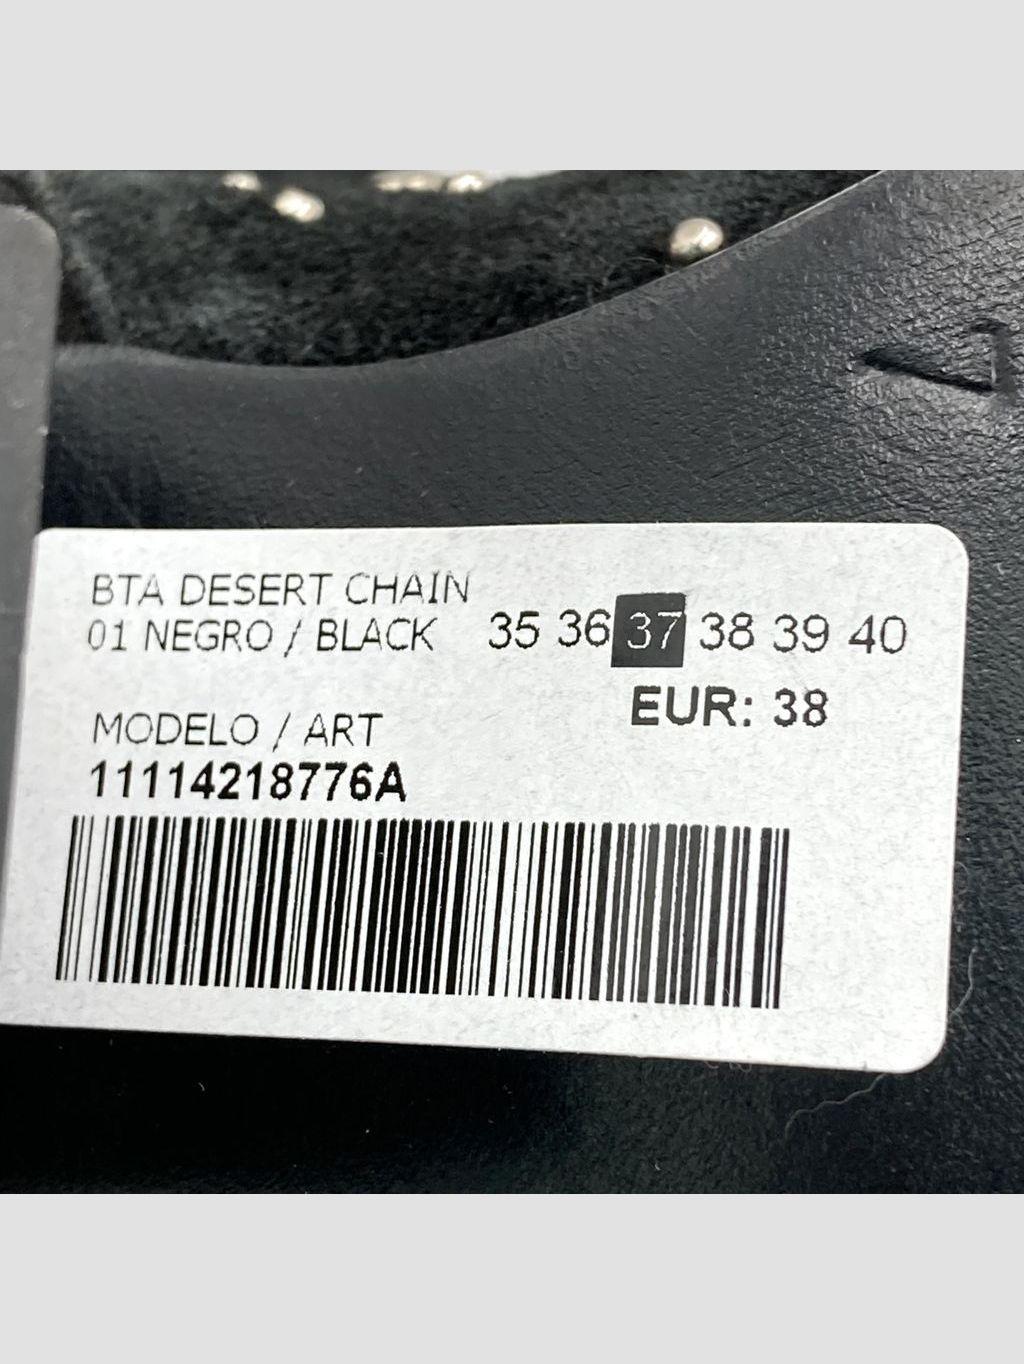 BTA DESERT CHAIN
01 NEGRO / BLACK 35 36 37 38 39 40
EUR: 38
MODELO / ART
11114218776A